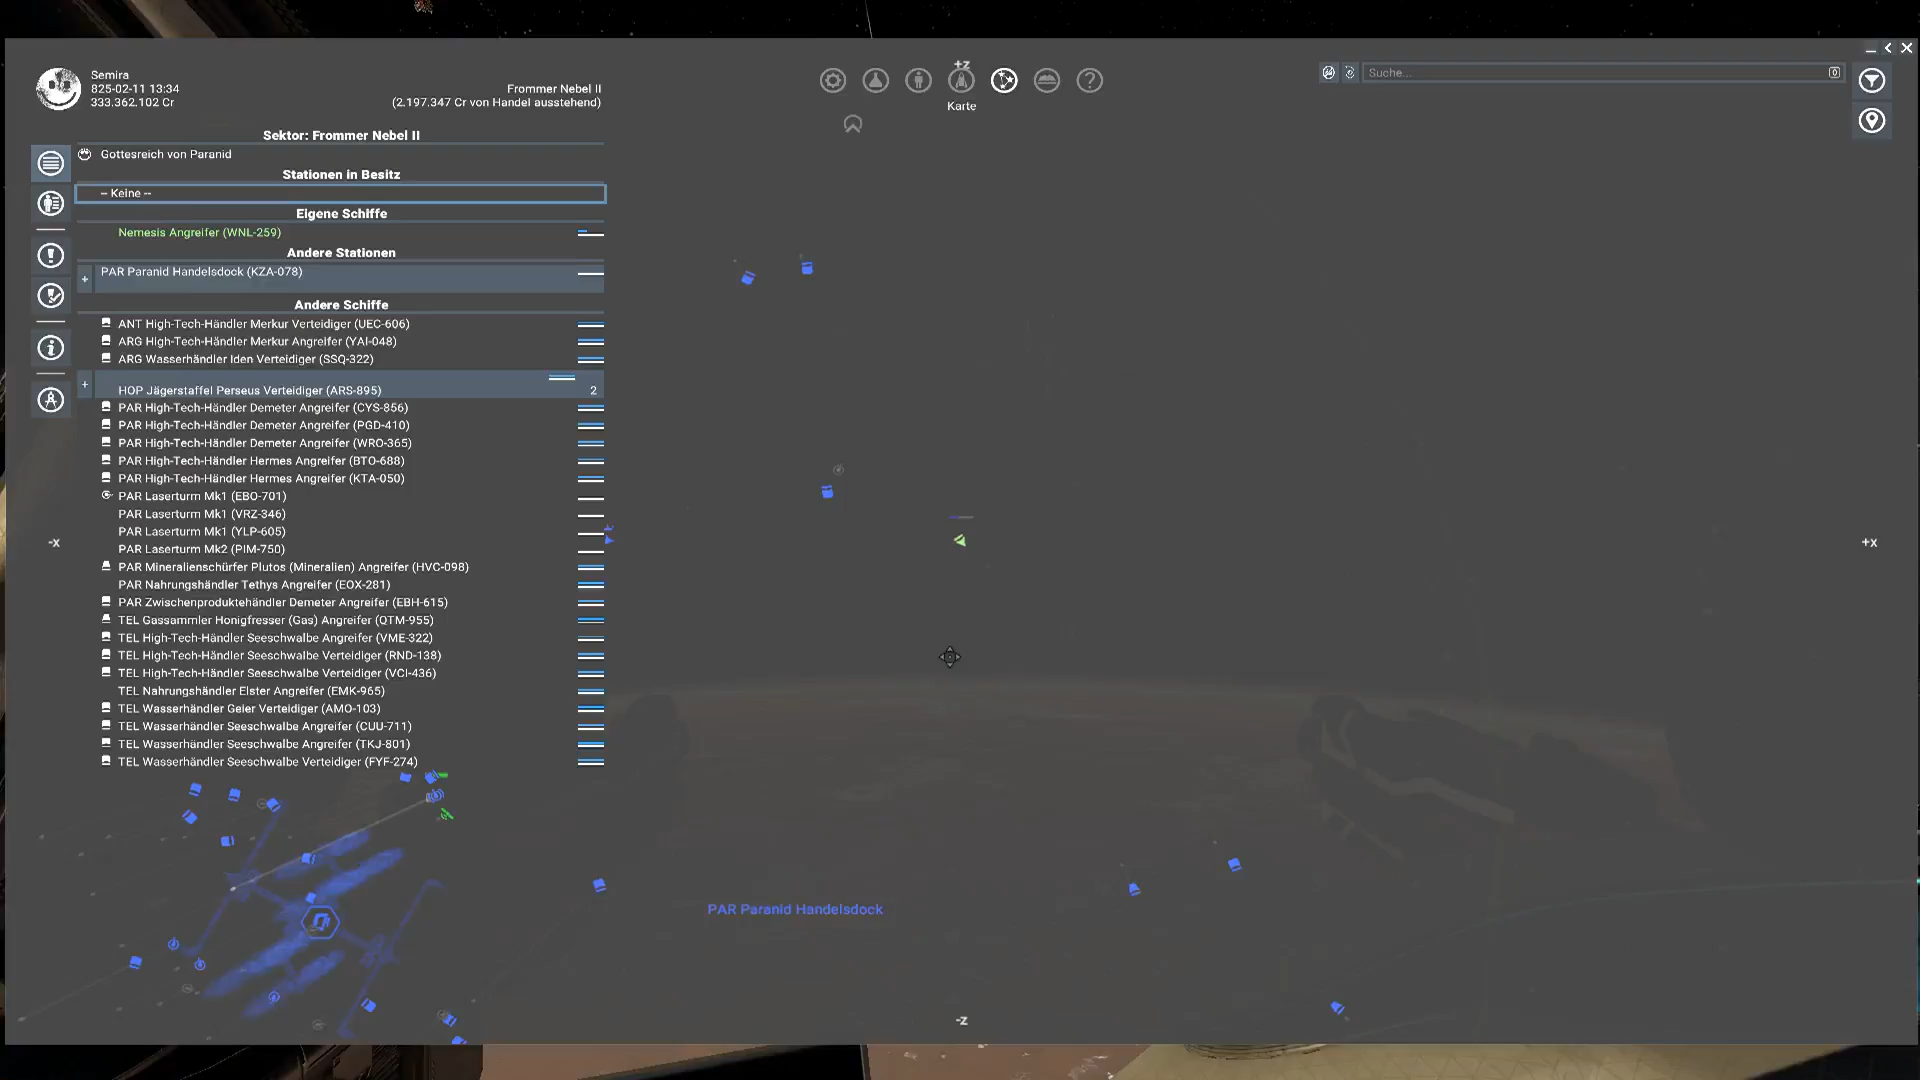 Semira
825-02-11 13:34
333.362.102 Cr
Frommer Nebel II
(2.197.347 Cr von Handel ausstehend)
+z
Karte
Suche...
Sektor: Frommer Nebel II
Gottesreich von Paranid
Stationen in Besitz
-- Keine --
Eigene Schiffe
Nemesis Angreifer (WNL-259)
Andere Stationen
+
PAR Paranid Handelsdock (KZA-078)
Andere Schiffe
ANT High-Tech-Händler Merkur Verteidiger (UEC-606)
ARG High-Tech-Händler Merkur Angreifer (YAI-048)
ARG Wasserhändler Iden Verteidiger (SSQ-322)
+
HOP Jägerstaffel Perseus Verteidiger (ARS-895) 2
PAR High-Tech-Händler Demeter Angreifer (CYS-856)
PAR High-Tech-Händler Demeter Angreifer (PGD-410)
PAR High-Tech-Händler Demeter Angreifer (WRO-365)
PAR High-Tech-Händler Hermes Angreifer (BTO-688)
PAR High-Tech-Händler Hermes Angreifer (KTA-050)
PAR Laserturm Mk1 (EBO-701)
PAR Laserturm Mk1 (VRZ-346)
PAR Laserturm Mk1 (YLP-605)
PAR Laserturm Mk2 (PIM-750)
PAR Mineralienschürfer Plutos (Mineralien) Angreifer (HVC-098)
PAR Nahrungshändler Tethys Angreifer (EOX-281)
PAR Zwischenproduktehändler Demeter Angreifer (EBH-615)
TEL Gassammler Honigfresser (Gas) Angreifer (QTM-955)
TEL High-Tech-Händler Seeschwalbe Angreifer (VME-322)
TEL High-Tech-Händler Seeschwalbe Verteidiger (RND-138)
TEL High-Tech-Händler Seeschwalbe Verteidiger (VCI-436)
TEL Nahrungshändler Elster Angreifer (EMK-965)
TEL Wasserhändler Geier Verteidiger (AMO-103)
TEL Wasserhändler Seeschwalbe Angreifer (CUU-711)
TEL Wasserhändler Seeschwalbe Angreifer (TKJ-801)
TEL Wasserhändler Seeschwalbe Verteidiger (FYF-274)
-x
+x
PAR Paranid Handelsdock
-z